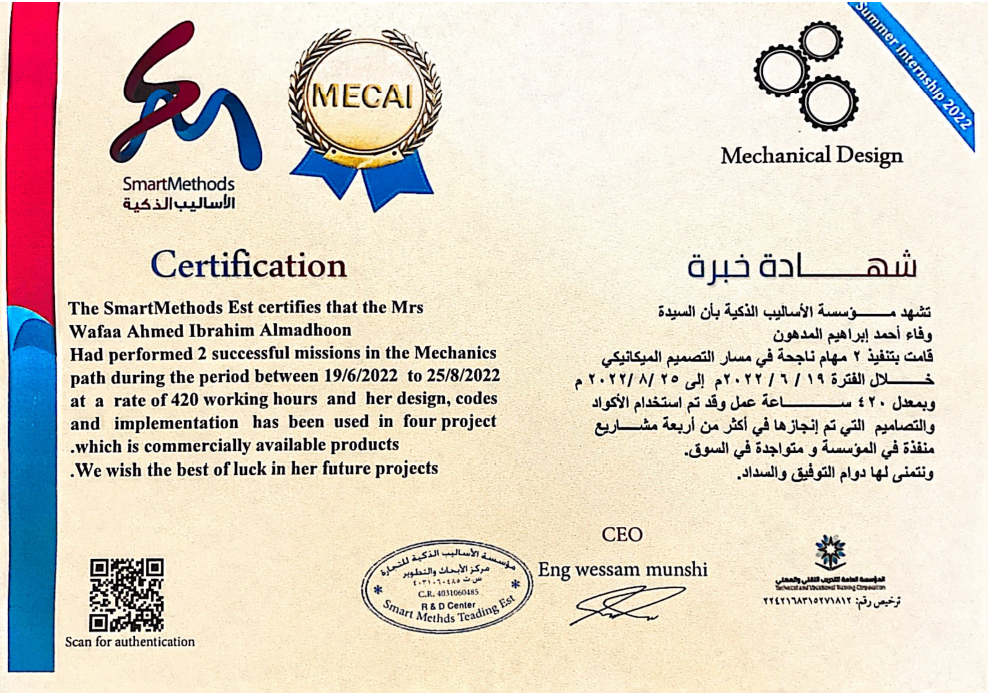 Summer Internship 2022
MECAI
Mechanical Design
SmartMethods
الأساليب الذكية
Certification
The SmartMethods Est certifies that the Mrs
Wafaa Ahmed Ibrahim Almadhoon
Had performed 2 successful missions in the Mechanics
path during the period between 19/6/2022 to 25/8/2022
at a rate of 420 working hours and her design, codes
and implementation has been used in four project
.which is commercially available products
.We wish the best of luck in her future projects
شهـــــادة خبرة
تشهد مـــــؤسسة الأساليب الذكية بأن السيدة
وفاء أحمد إبراهيم المدهون
قامت بتنفيذ ٢ مهام ناجحة في مسار التصميم الميكانيكي
خـــــلال الفترة ١٩ / ٦ / ٢٠٢٢م إلى ٢٥ /٨ /٢٠٢٢ م
وبمعدل ٤٢٠ ســـــاعة عمل وقد تم استخدام الأكواد
والتصاميم التي تم إنجازها في أكثر من أربعة مشـــاريع
منفذة في المؤسسة و متواجدة في السوق.
ونتمنى لها دوام التوفيق والسداد.
Scan for authentication
مؤسسة الأساليب الذكية للتجارة
مركز الأبحاث والتطوير
س ت ٤٠٣١٠٦٠٤٨٥
C.R. 4031060485
R & D Center
Smart Methds Teading Est
CEO
Eng wessam munshi
المؤسسة العامة للتدريب التقني والمهني
Technical and Vocational Training Corporation
ترخيص رقم: ٢٢٤٢١٦٨٣١٥٢٧١٨١٢